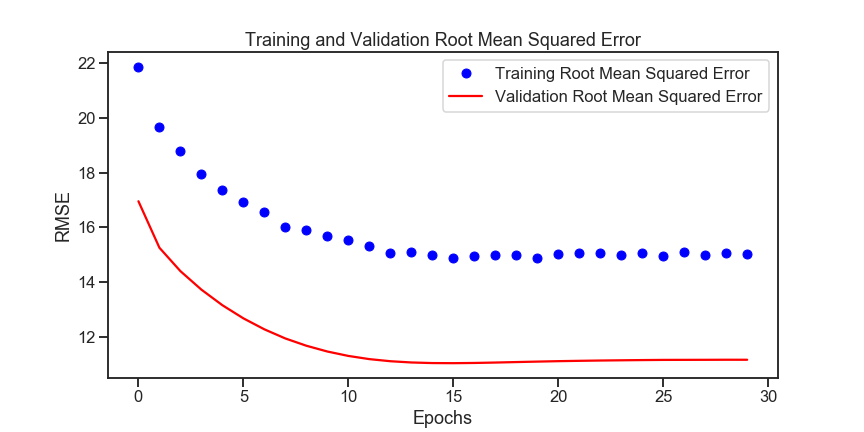 Training and Validation Root Mean Squared Error
Training Root Mean Squared Error
Validation Root Mean Squared Error
RMSE
22
20
18
16
14
12
0 5 10 15 20 25 30
Epochs